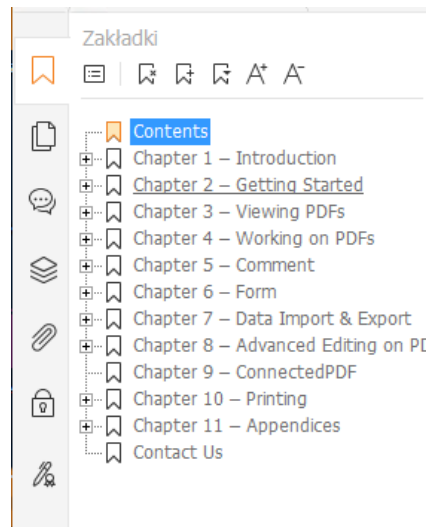 Zakładki
Contents
Chapter 1 – Introduction
Chapter 2 – Getting Started
Chapter 3 – Viewing PDFs
Chapter 4 – Working on PDFs
Chapter 5 – Comment
Chapter 6 – Form
Chapter 7 – Data Import & Export
Chapter 8 – Advanced Editing on PD
Chapter 9 – ConnectedPDF
Chapter 10 – Printing
Chapter 11 – Appendices
Contact Us